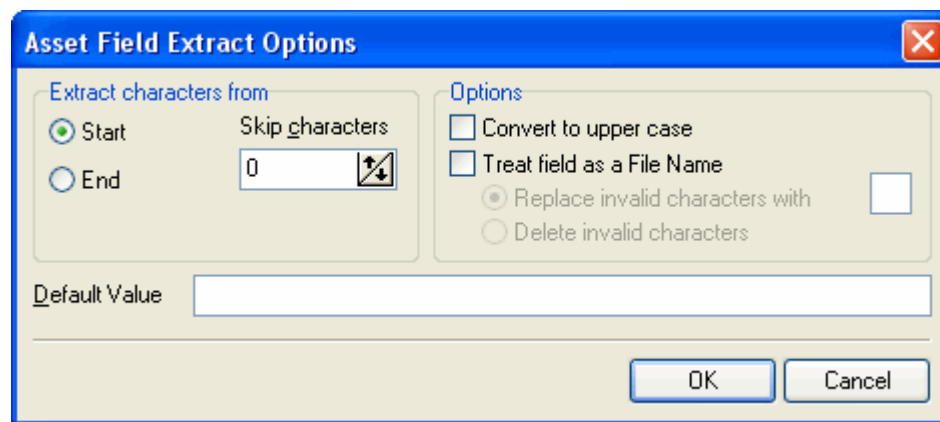 Asset Field Extract Options
Extract characters from
Start
Skip characters
0
End
Options
Convert to upper case
Treat field as a File Name
Replace invalid characters with
Delete invalid characters
Default Value
OK
Cancel